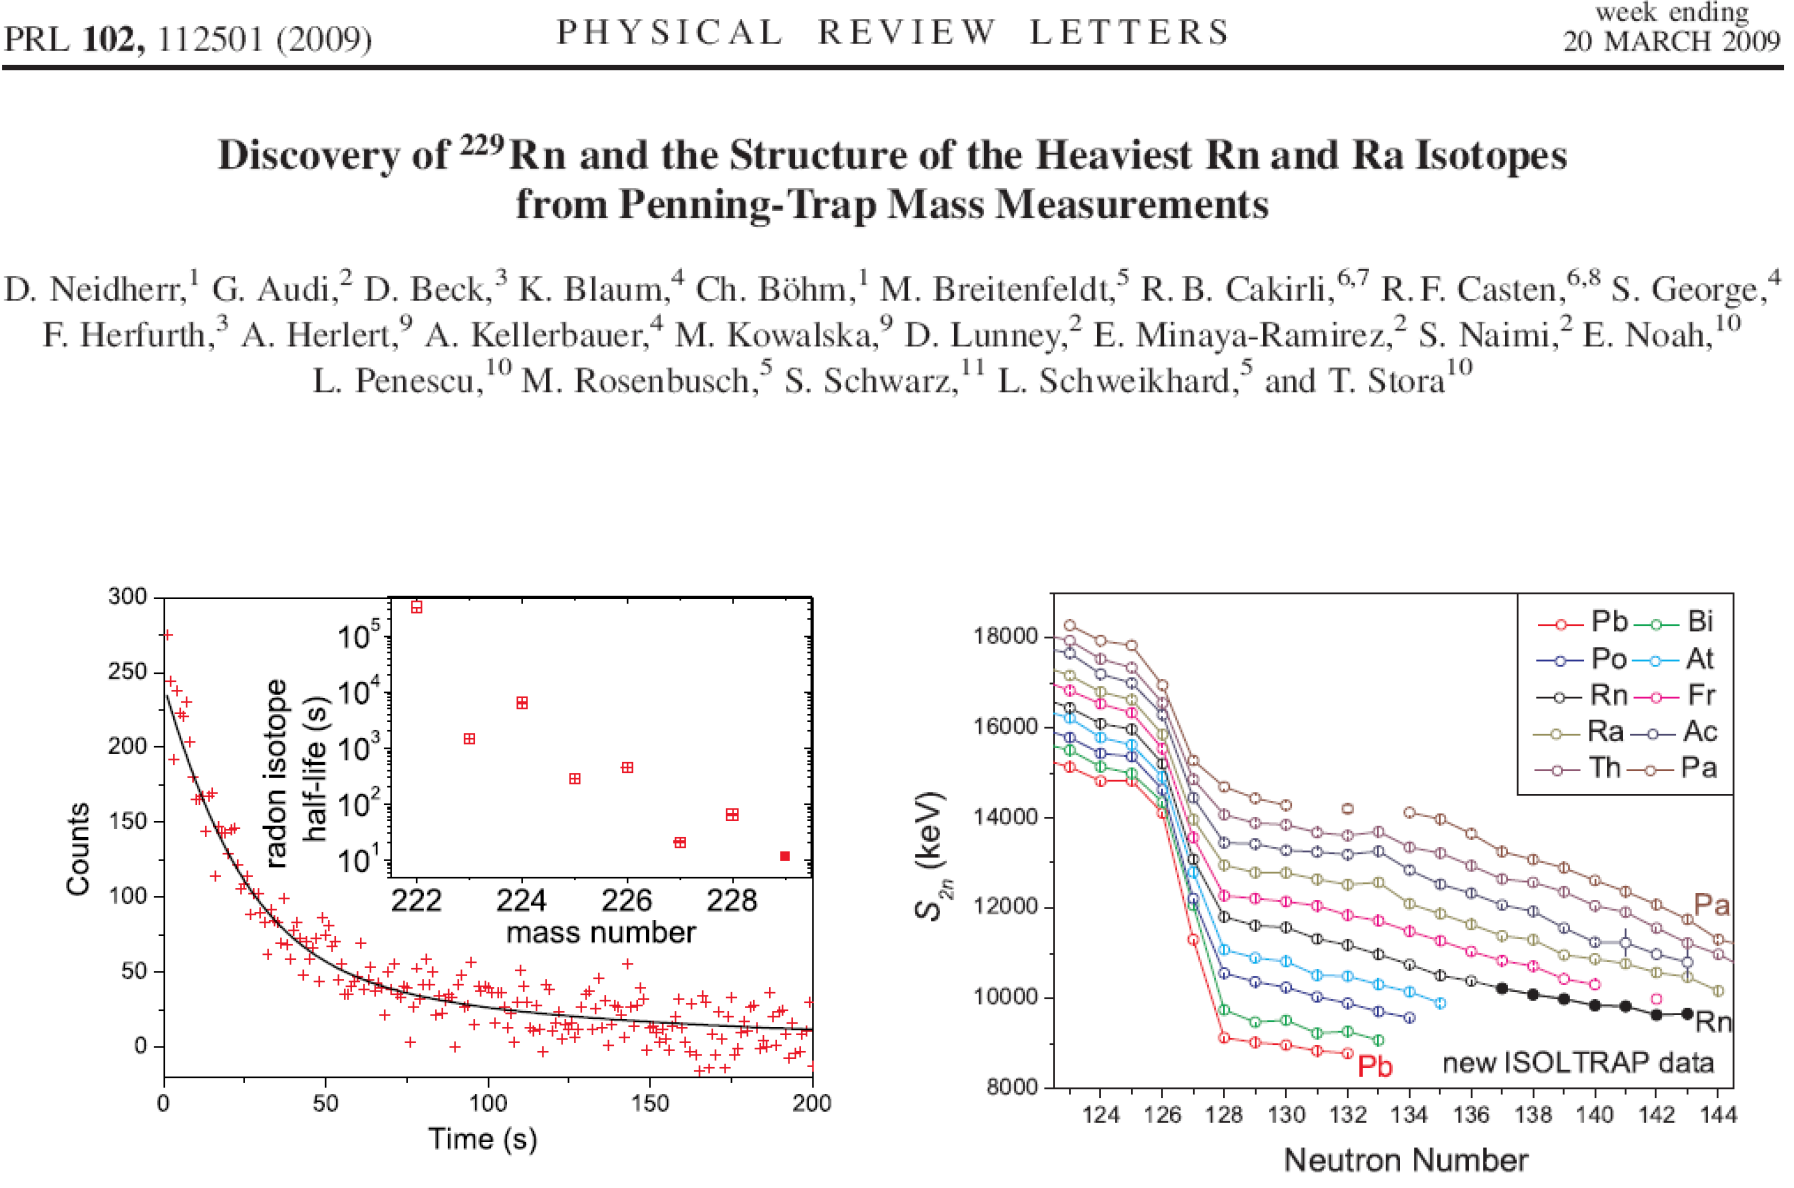 PRL 102, 112501 (2009)
PHYSICAL REVIEW LETTERS
week ending
20 MARCH 2009
Discovery of 229Rn and the Structure of the Heaviest Rn and Ra Isotopes
from Penning-Trap Mass Measurements
D. Neidherr,1 G. Audi,2 D. Beck,3 K. Blaum,4 Ch. Böhm,1 M. Breitenfeldt,5 R. B. Cakirli,6,7 R. F. Casten,6,8 S. George,4
F. Herfurth,3 A. Herlert,9 A. Kellerbauer,4 M. Kowalska,9 D. Lunney,2 E. Minaya-Ramirez,2 S. Naimi,2 E. Noah,10
L. Penescu,10 M. Rosenbusch,5 S. Schwarz,11 L. Schweikhard,5 and T. Stora10
300
250
200
150
100
50
0
Counts
0 50 100 150 200
Time (s)
radon isotope
half-life (s)
10^5
10^4
10^3
10^2
10^1
222 224 226 228
mass number
18000
16000
14000
12000
10000
8000
S2n (keV)
Pb Bi
Po At
Rn Fr
Ra Ac
Th Pa
Pa
Rn
Pb
new ISOLTRAP data
124 126 128 130 132 134 136 138 140 142 144
Neutron Number